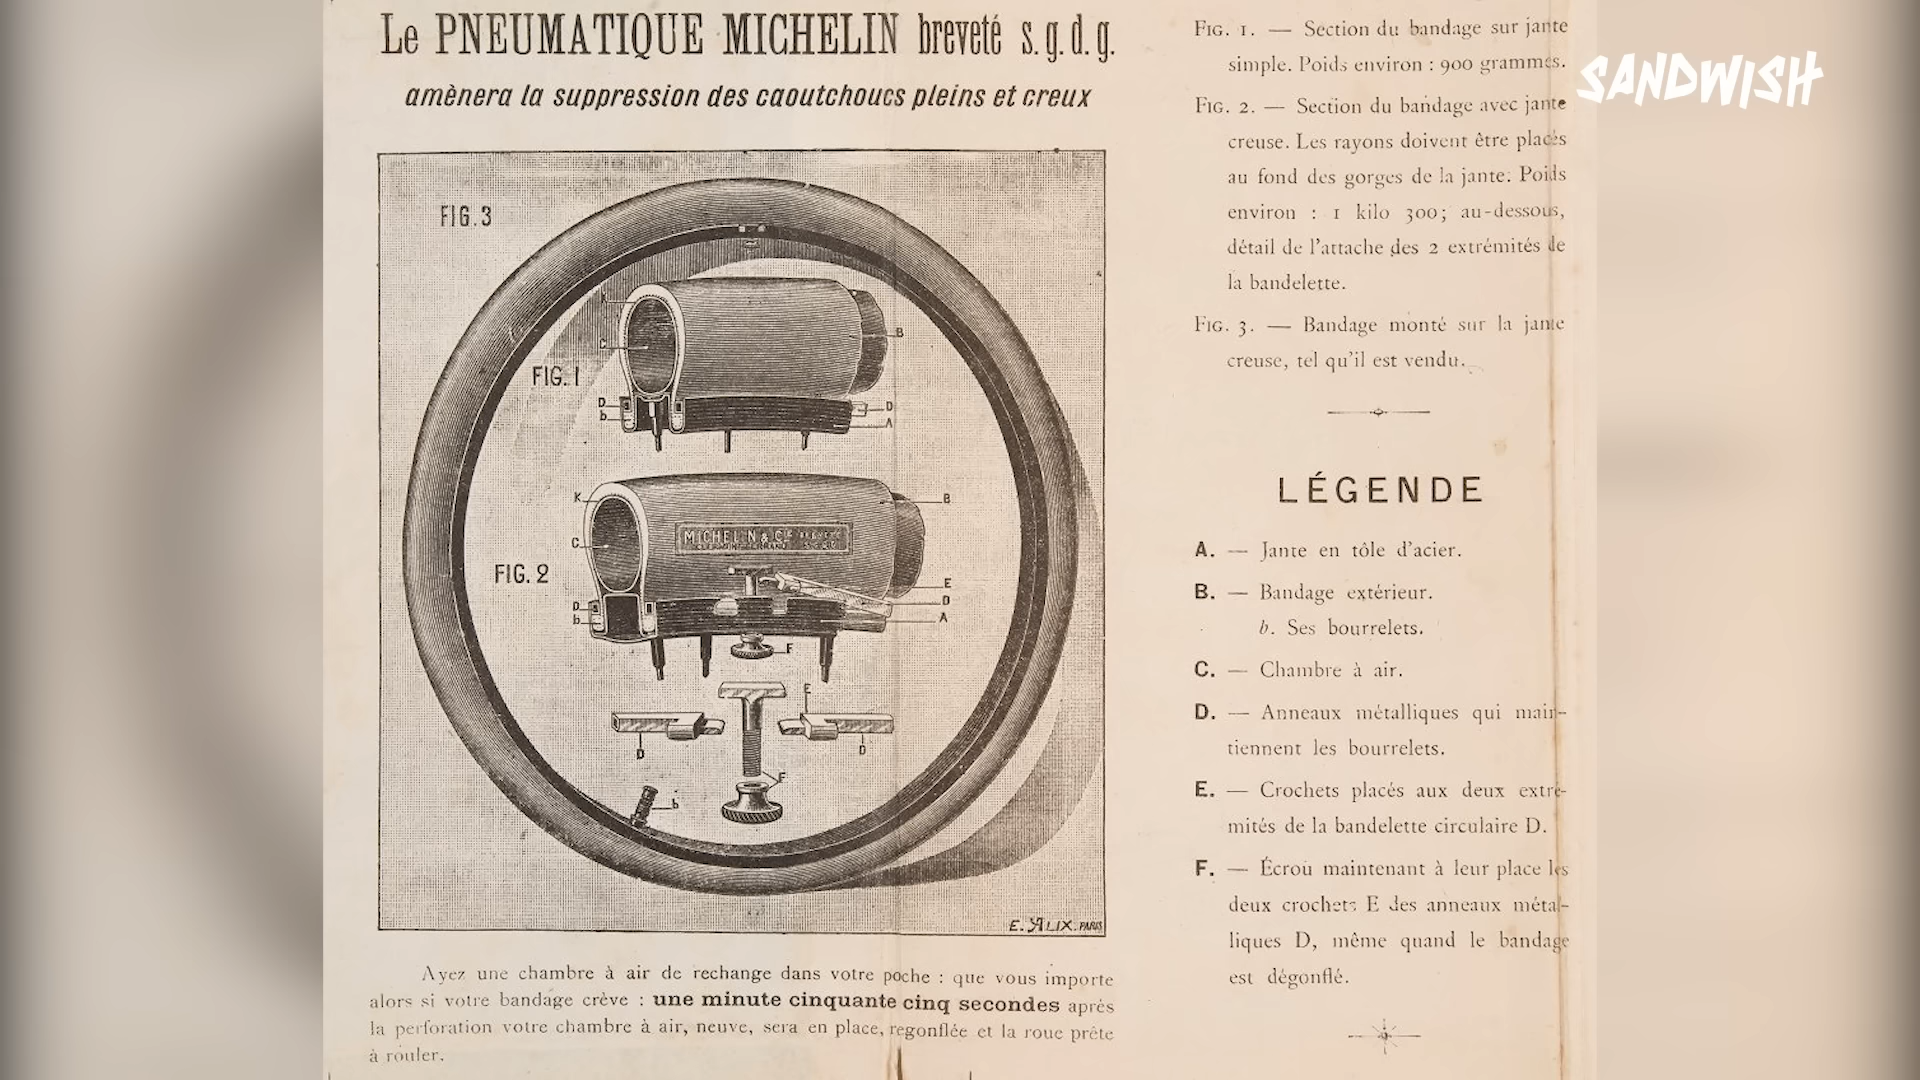 Le PNEUMATIQUE MICHELIN breveté s.g.d.g.
amènera la suppression des caoutchoucs pleins et creux
FIG. 3
K
C
B
FIG. 1
D
b
D
A
K
B
MICHELIN & Cie
C
FIG. 2
E
D
D
b
A
F
E
D
D
F
b
E. ALIX. PARIS
Ayez une chambre à air de rechange dans votre poche : que vous importe
alors si votre bandage crève : une minute cinquante cinq secondes après
la perforation votre chambre à air, neuve, sera en place, regonflée et la roue prête
à rouler.
FIG. 1. — Section du bandage sur jante
simple. Poids environ : 900 grammes.
FIG. 2. — Section du bandage avec jante
creuse. Les rayons doivent être placés
au fond des gorges de la jante. Poids
environ : 1 kilo 300; au-dessous,
détail de l'attache des 2 extrémités de
la bandelette.
FIG. 3. — Bandage monté sur la jante
creuse, tel qu'il est vendu.
LÉGENDE
A. — Jante en tôle d'acier.
B. — Bandage extérieur.
b. Ses bourrelets.
C. — Chambre à air.
D. — Anneaux métalliques qui main-
tiennent les bourrelets.
E. — Crochets placés aux deux extré-
mités de la bandelette circulaire D.
F. — Écrou maintenant à leur place les
deux crochets E des anneaux métal-
liques D, même quand le bandage
est dégonflé.
SANDWISH